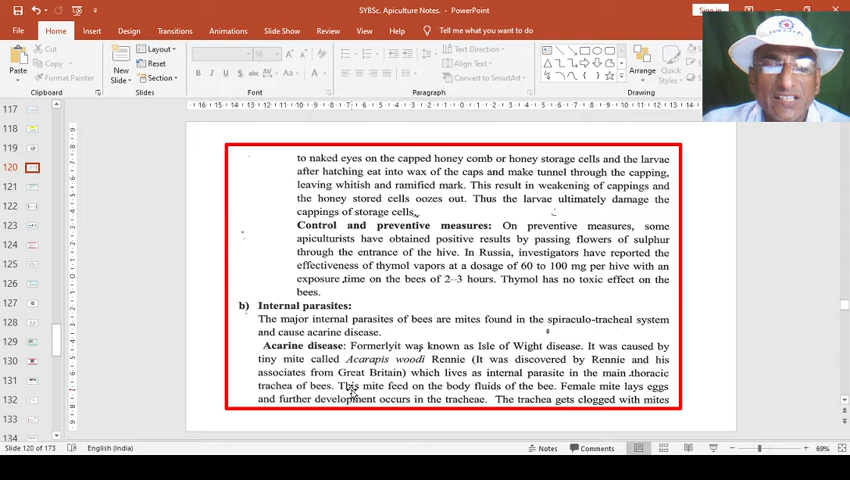 SYBSc. Apiculture Notes. - PowerPoint
Sign in
File Home Insert Design Transitions Animations Slide Show Review View Help Tell me what you want to do
Cut
Copy
Format Painter
Paste
Clipboard
New Slide
Layout
Reset
Section
Slides
16
Font
Paragraph
Text Direction
Align Text
Convert to SmartArt
Arrange
Quick
117
118
119
120
121
122
123
124
125
126
127
128
129
130
131
132
133
134
to naked eyes on the capped honey comb or honey storage cells and the larvae
after hatching eat into wax of the caps and make tunnel through the capping,
leaving whitish and ramified mark. This result in weakening of cappings and
the honey stored cells oozes out. Thus the larvae ultimately damage the
cappings of storage cells.
Control and preventive measures: On preventive measures, some
apiculturists have obtained positive results by passing flowers of sulphur
through the entrance of the hive. In Russia, investigators have reported the
effectiveness of thymol vapors at a dosage of 60 to 100 mg per hive with an
exposure time on the bees of 2–3 hours. Thymol has no toxic effect on the
bees.
b) Internal parasites:
The major internal parasites of bees are mites found in the spiraculo-tracheal system
and cause acarine disease.
Acarine disease: Formerlyit was known as Isle of Wight disease. It was caused by
tiny mite called Acarapis woodi Rennie (It was discovered by Rennie and his
associates from Great Britain) which lives as internal parasite in the main thoracic
trachea of bees. This mite feed on the body fluids of the bee. Female mite lays eggs
and further development occurs in the tracheae. The trachea gets clogged with mites
Slide 120 of 173
English (India)
Notes
Comments
69%